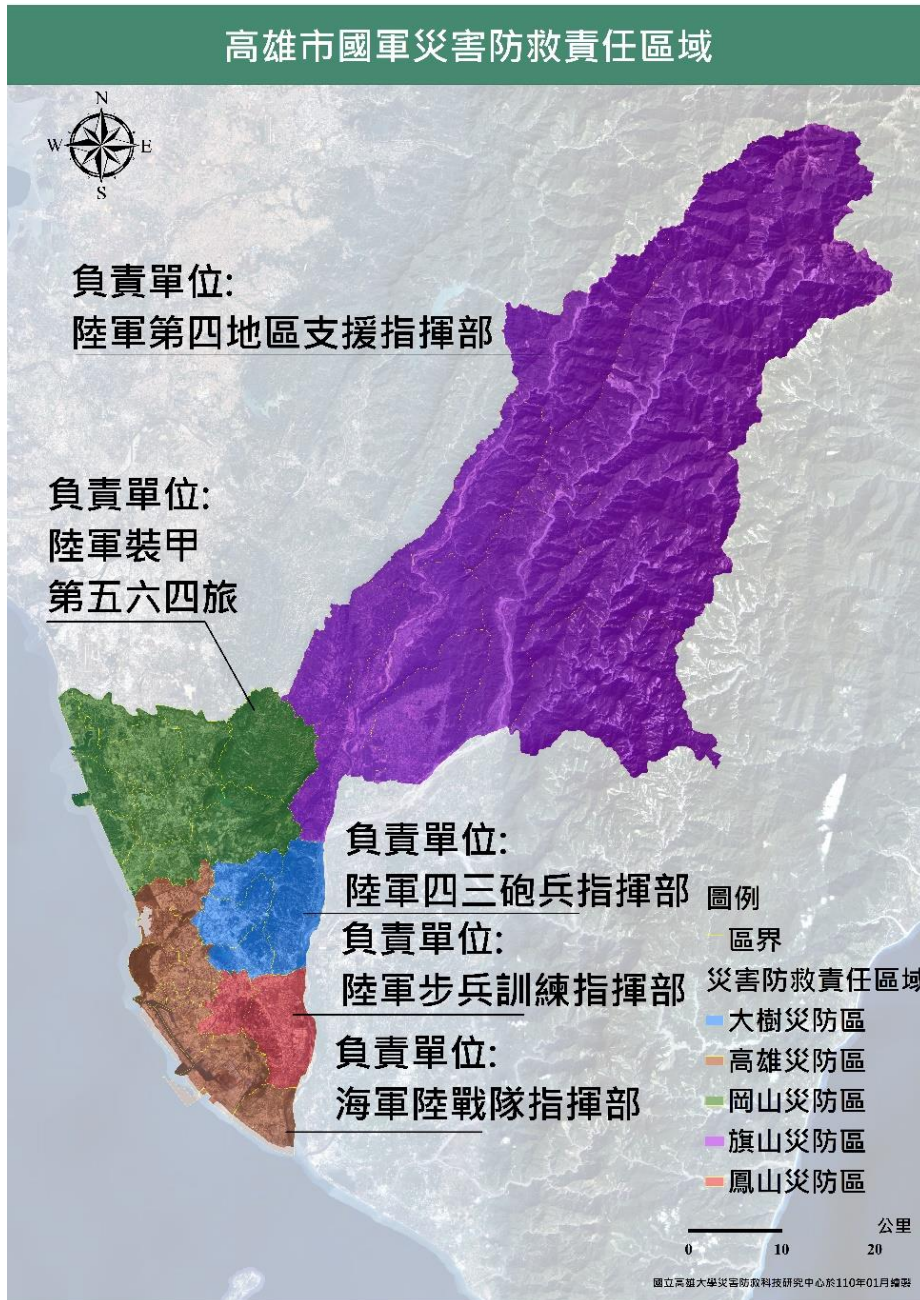 高雄市國軍災害防救責任區域
N
W
E
S
負責單位:
陸軍第四地區支援指揮部
負責單位:
陸軍裝甲
第五六四旅
負責單位:
陸軍四三砲兵指揮部
負責單位:
陸軍步兵訓練指揮部
負責單位:
海軍陸戰隊指揮部
圖例
區界
災害防救責任區域
大樹災防區
高雄災防區
岡山災防區
旗山災防區
鳳山災防區
公里
0 10 20
國立高雄大學災害防救科技研究中心於110年01月繪製